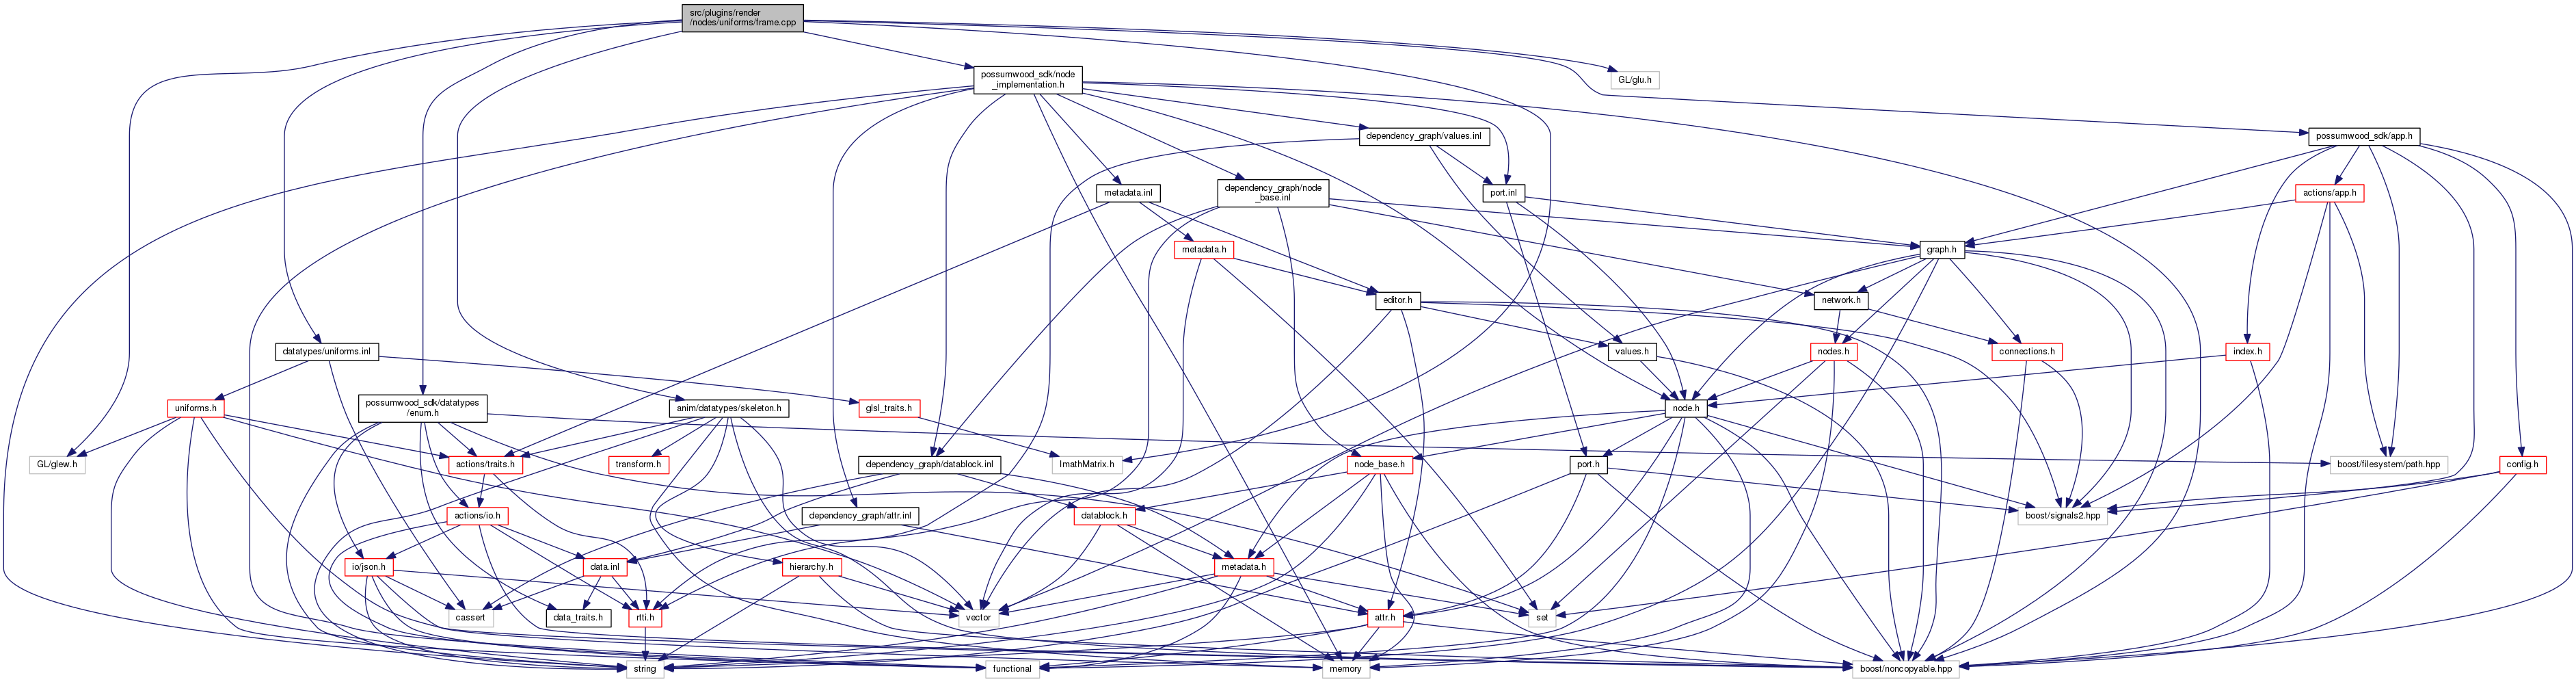 src/plugins/render
/nodes/uniforms/frame.cpp
possumwood_sdk/node
_implementation.h
GL/glu.h
dependency_graph/values.inl
possumwood_sdk/app.h
metadata.inl
dependency_graph/node
_base.inl
port.inl
actions/app.h
metadata.h
graph.h
editor.h
network.h
datatypes/uniforms.inl
values.h
nodes.h
connections.h
index.h
uniforms.h
possumwood_sdk/datatypes
/enum.h
anim/datatypes/skeleton.h
glsl_traits.h
node.h
GL/glew.h
actions/traits.h
transform.h
dependency_graph/datablock.inl
ImathMatrix.h
node_base.h
port.h
boost/filesystem/path.hpp
config.h
actions/io.h
dependency_graph/attr.inl
datablock.h
boost/signals2.hpp
io/json.h
data.inl
hierarchy.h
metadata.h
cassert
data_traits.h
rtti.h
vector
attr.h
set
string
functional
memory
boost/noncopyable.hpp